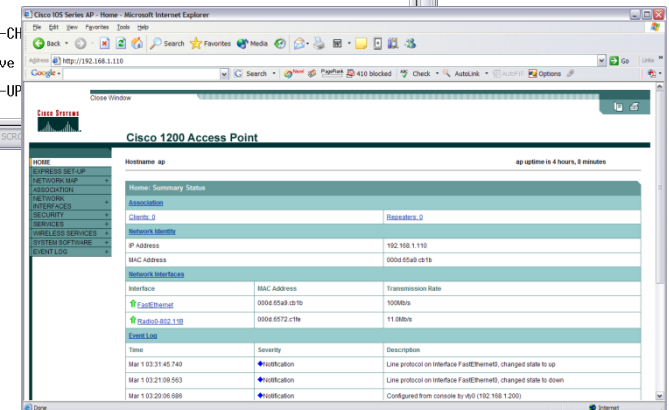 Cisco IOS Series AP - Home - Microsoft Internet Explorer
File Edit View Favorites Tools Help
-CH
Back Search Favorites Media
ve
Address http://192.168.1.110 Go Links
Google Search New! PageRank 410 blocked Check AutoLink AutoFill Options
-UP
Close Window
CISCO SYSTEMS
SCRO
Cisco 1200 Access Point
HOME
EXPRESS SET-UP
NETWORK MAP +
ASSOCIATION
NETWORK INTERFACES +
SECURITY +
SERVICES +
WIRELESS SERVICES +
SYSTEM SOFTWARE +
EVENT LOG +
Hostname ap ap uptime is 4 hours, 8 minutes
Home: Summary Status
Association
Clients: 0 Repeaters: 0
Network Identity
IP Address 192.168.1.110
MAC Address 000d.65a9.cb1b
Network Interfaces
Interface MAC Address Transmission Rate
FastEthernet 000d.65a9.cb1b 100Mb/s
Radio0-802.11B 000d.6572.c1fe 11.0Mb/s
Event Log
Time Severity Description
Mar 1 03:31:45.740 Notification Line protocol on Interface FastEthernet0, changed state to up
Mar 1 03:21:09.563 Notification Line protocol on Interface FastEthernet0, changed state to down
Mar 1 03:20:06.686 Notification Configured from console by vty0 (192.168.1.200)
Done Internet